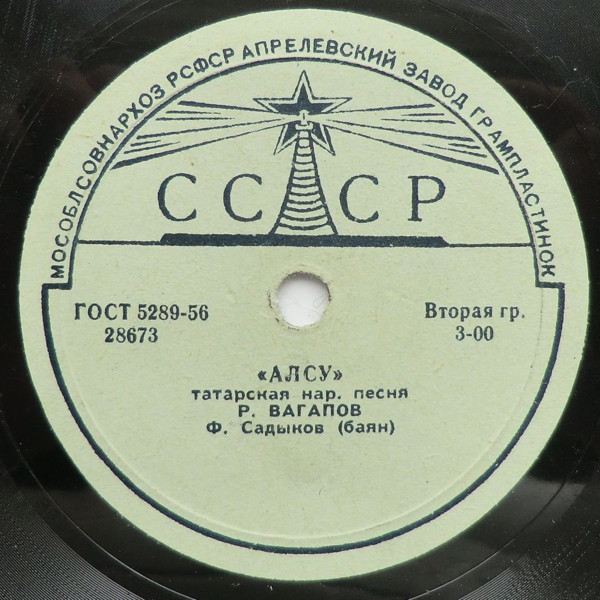 МОСОБЛСОВНАРХОЗ РСФСР АПРЕЛЕВСКИЙ ЗАВОД ГРАМПЛАСТИНОК
СССР
ГОСТ 5289-56
28673
Вторая гр.
3-00
«АЛСУ»
татарская нар. песня
Р. ВАГАПОВ
Ф. Садыков (баян)